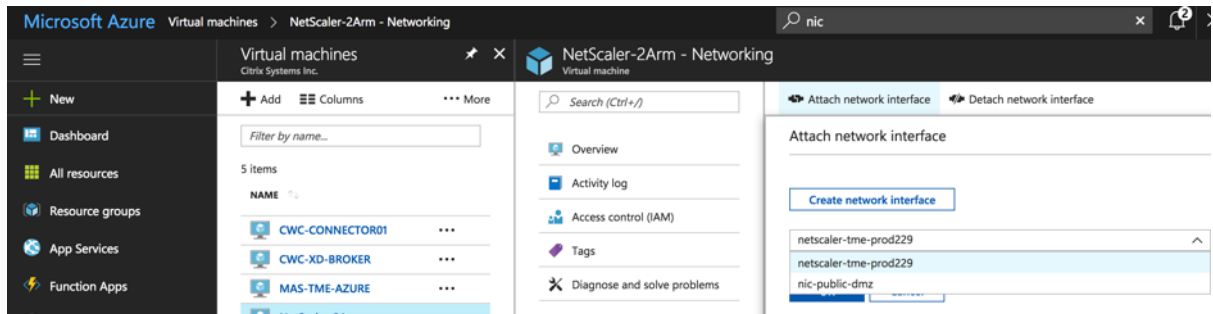 Microsoft Azure Virtual machines > NetScaler-2Arm - Networking
nic
2
New
Dashboard
All resources
Resource groups
App Services
Function Apps
Virtual machines
Citrix Systems Inc.
Add Columns ••• More
Filter by name...
5 items
NAME
CWC-CONNECTOR01
CWC-XD-BROKER
MAS-TME-AZURE
NetScaler-2Arm - Networking
Virtual machine
Search (Ctrl+/)
Overview
Activity log
Access control (IAM)
Tags
Diagnose and solve problems
Attach network interface Detach network interface
Attach network interface
Create network interface
netscaler-tme-prod229
netscaler-tme-prod229
nic-public-dmz